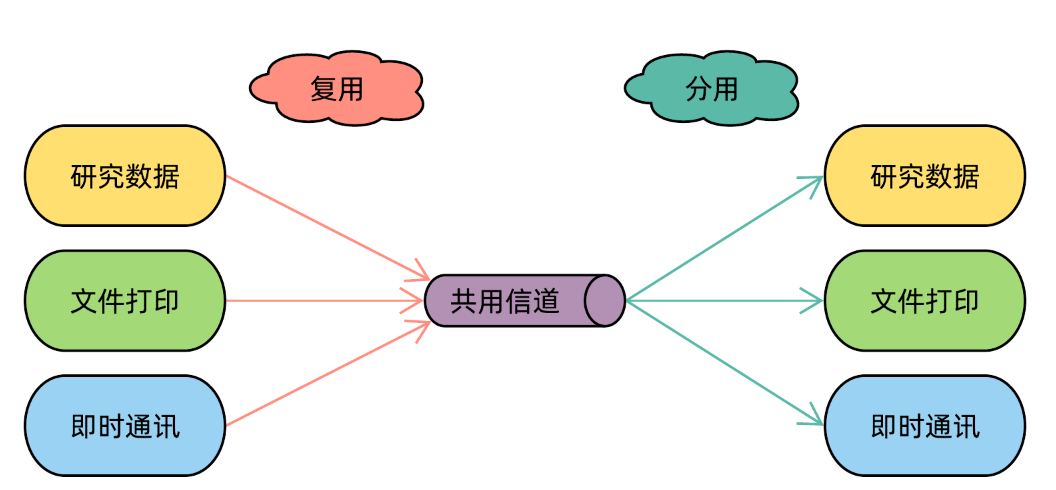 复用
分用
研究数据
研究数据
文件打印
共用信道
文件打印
即时通讯
即时通讯